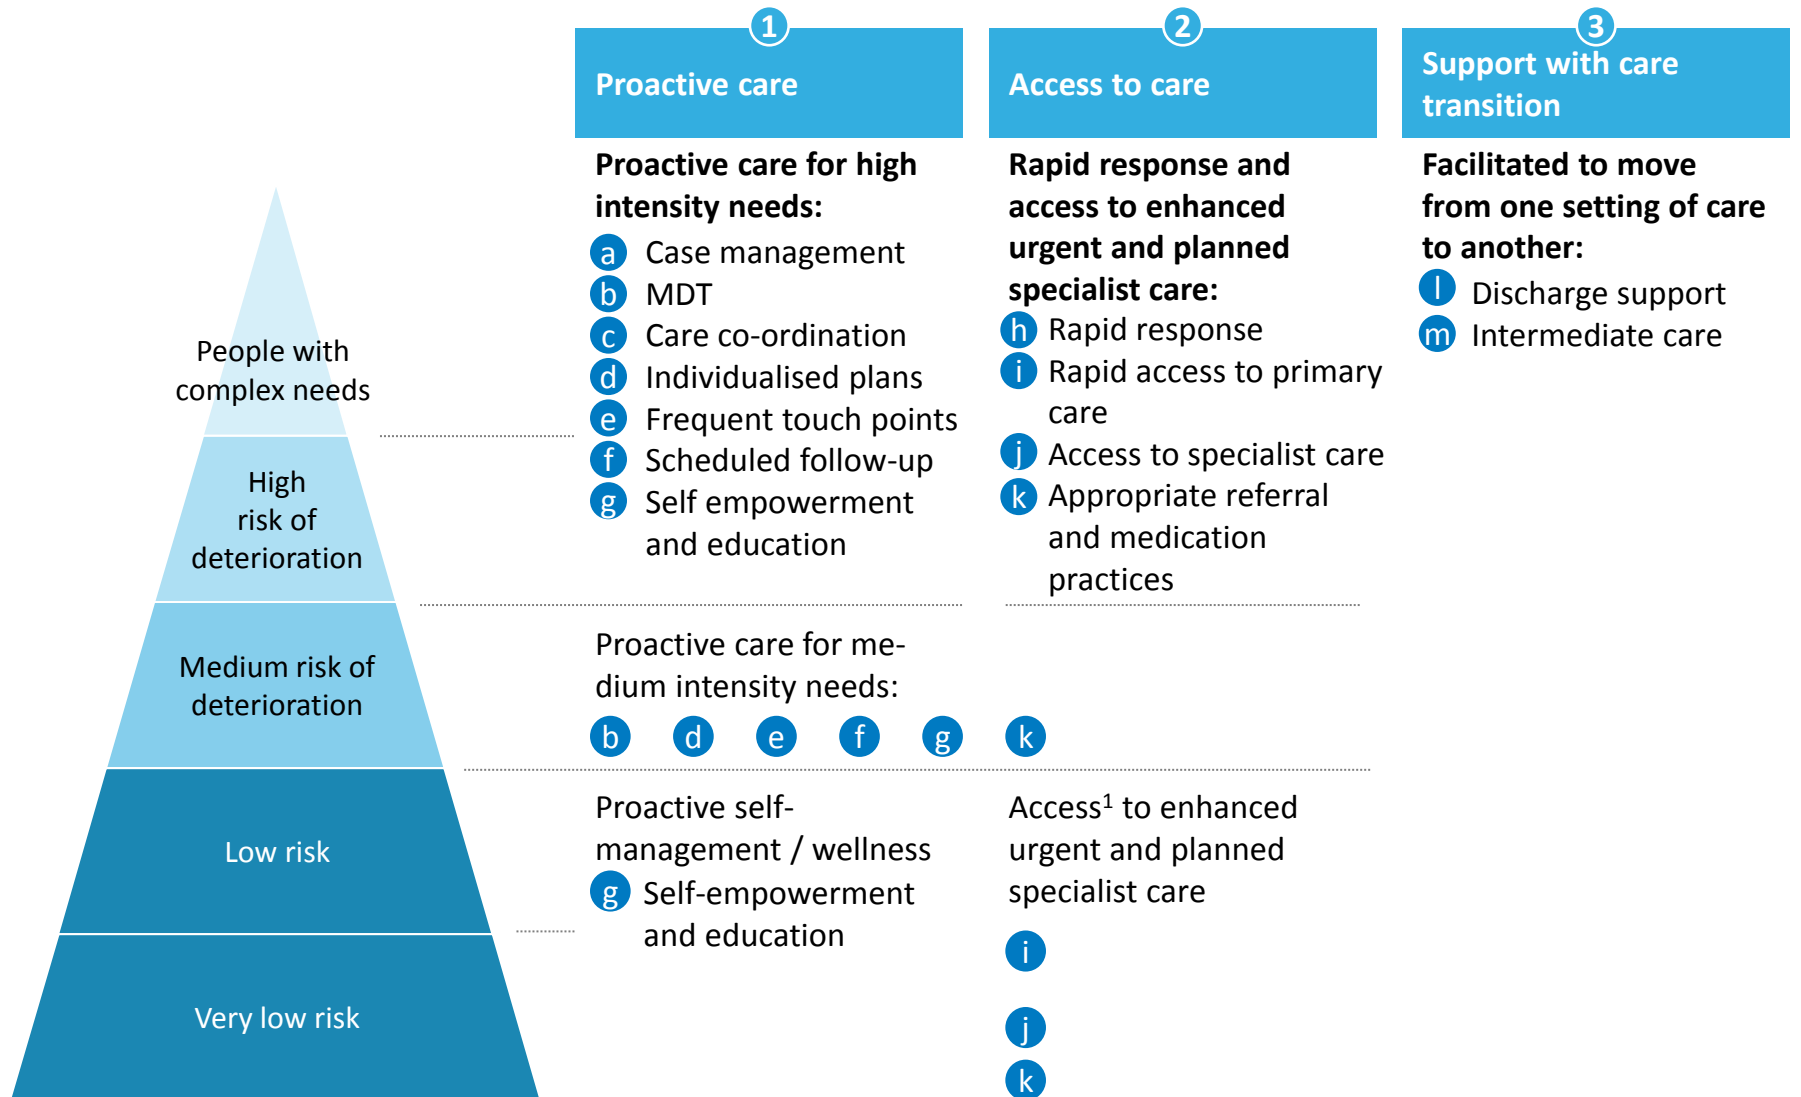 1
Proactive care
2
Access to care
3
Support with care
transition
People with
complex needs
High
risk of
deterioration
Medium risk of
deterioration
Low risk
Very low risk
Proactive care for high
intensity needs:
a Case management
b MDT
c Care co-ordination
d Individualised plans
e Frequent touch points
f Scheduled follow-up
g Self empowerment
and education
Rapid response and
access to enhanced
urgent and planned
specialist care:
h Rapid response
i Rapid access to primary
care
j Access to specialist care
k Appropriate referral
and medication
practices
Facilitated to move
from one setting of care
to another:
l Discharge support
m Intermediate care
Proactive care for me-
dium intensity needs:
b d e f g k
Proactive self-
management / wellness
g Self-empowerment
and education
Access¹ to enhanced
urgent and planned
specialist care
i
j
k